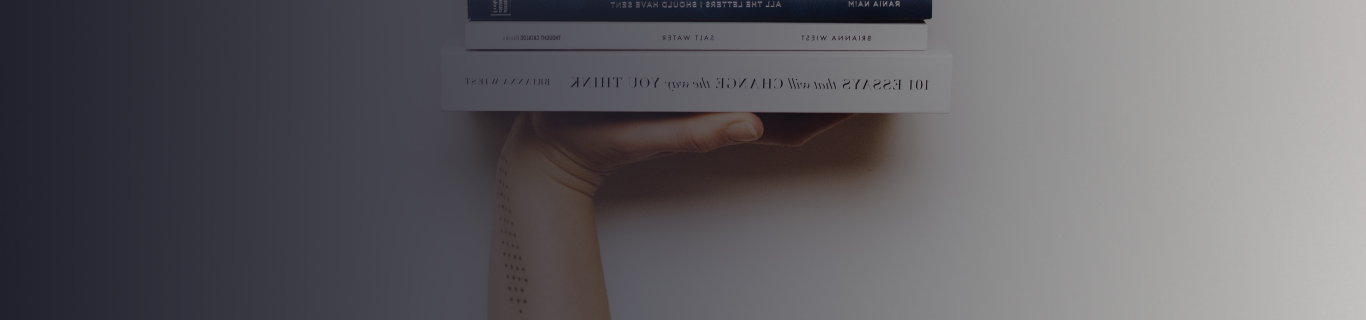 RANIA NAIM ALL THE LETTERS I SHOULD HAVE SENT
BRIANNA WIEST SALT WATER THOUGHT CATALOG
101 ESSAYS that will CHANGE the way YOU THINK BRIANNA WIEST